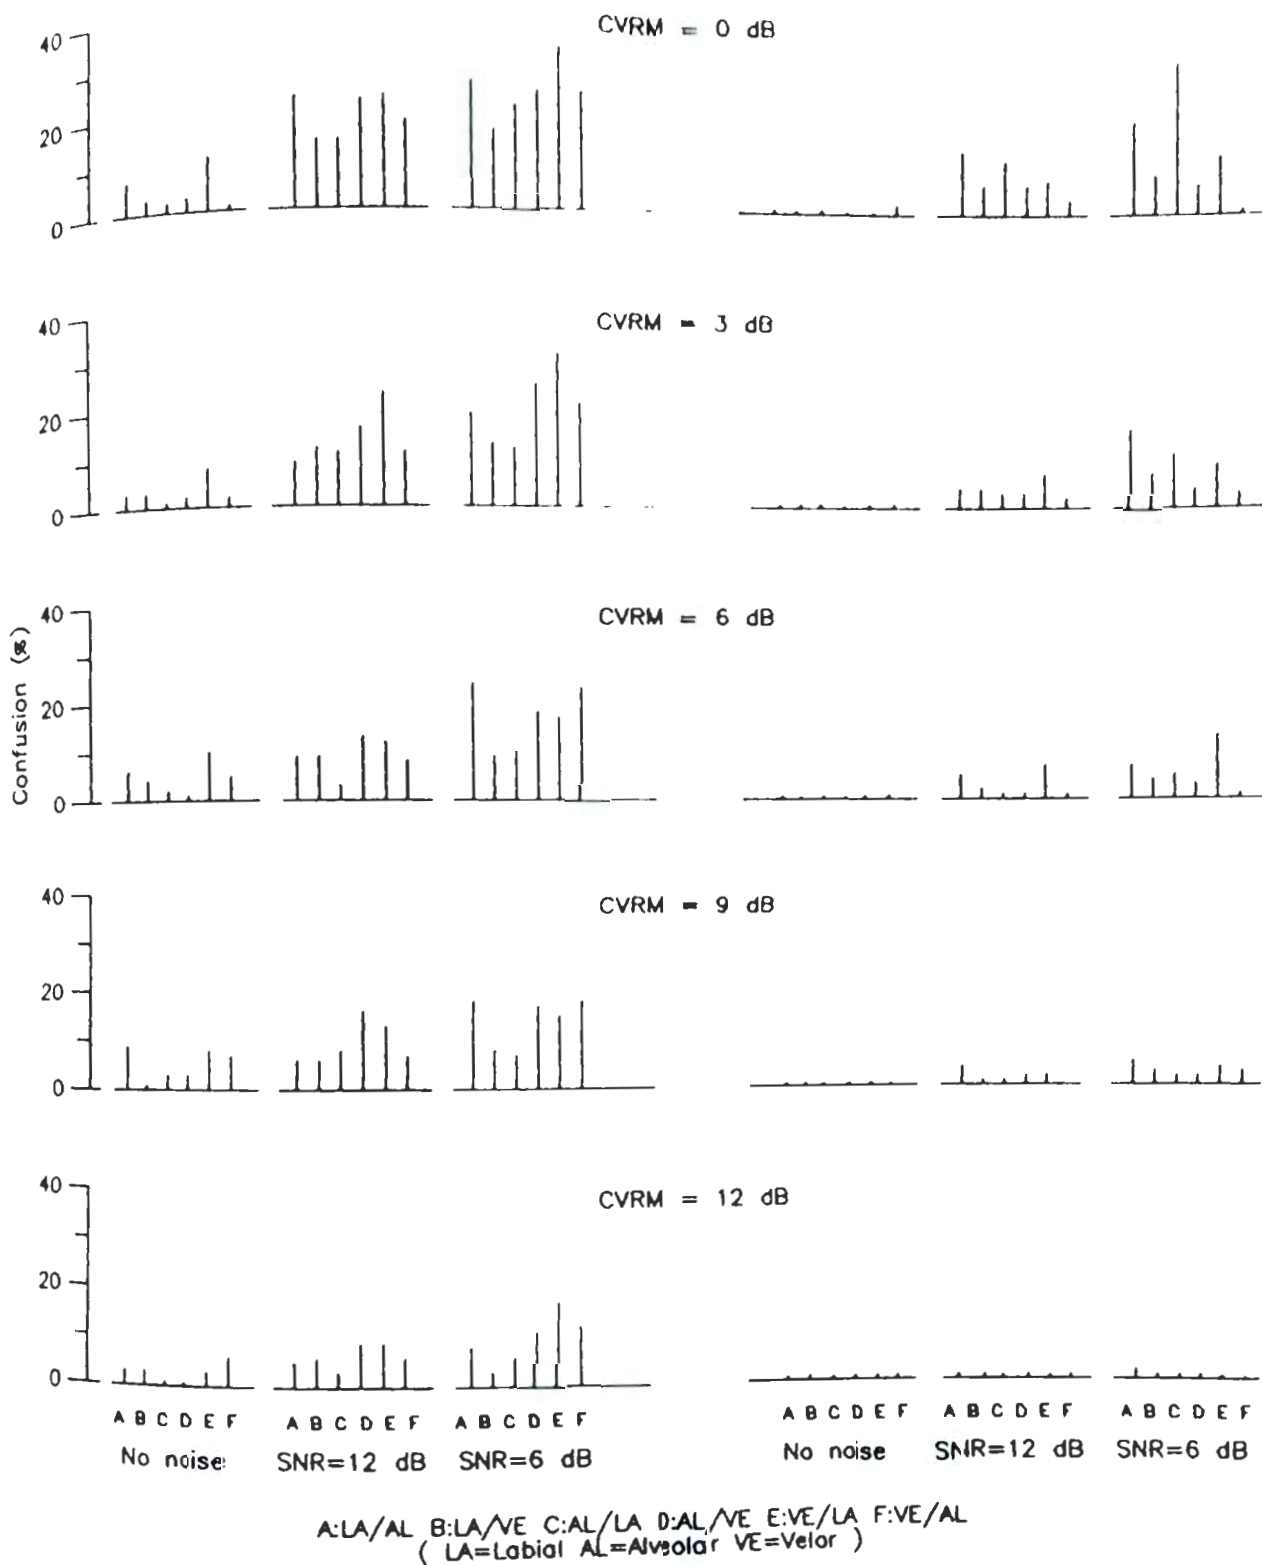 CVRM = 0 dB
40
20
0
CVRM = 3 dB
40
20
0
CVRM = 6 dB
40
20
0
Confusion (%)
CVRM = 9 dB
40
20
0
CVRM = 12 dB
40
20
0
A B C D E F A B C D E F A B C D E F A B C D E F A B C D E F A B C D E F
No noise SNR=12 dB SNR=6 dB No noise SNR=12 dB SNR=6 dB
A:LA/AL B:LA/VE C:AL/LA D:AL/VE E:VE/LA F:VE/AL
( LA=Labial AL=Alveolar VE=Velor )